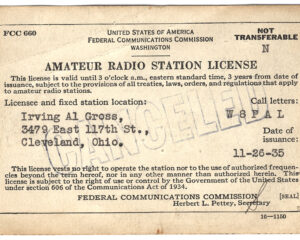 FCC 660
UNITED STATES OF AMERICA
FEDERAL COMMUNICATIONS COMMISSION
WASHINGTON
NOT
TRANSFERABLE
N
AMATEUR RADIO STATION LICENSE
This license is valid until 3 o'clock a.m., eastern standard time, 3 years from date of
issuance, subject to the provisions of all treaties, laws, orders, and regulations that apply
to amateur radio stations.
Licensee and fixed station location:
Call letters:
Irving Al Gross,
W8PAL
3479 East 117th St.,
Date of
Cleveland, Ohio.
issuance:
11-26-35
CANCELED
This license vests no right to operate the station nor to the use of authorized frequen-
cies beyond the term hereof, nor in any other manner than authorized herein. This
license is subject to the right of use or control by the Government of the United States
under section 606 of the Communications Act of 1934.
FEDERAL COMMUNICATIONS COMMISSION
[SEAL]
Herbert L. Pettey, Secretary
16—1150